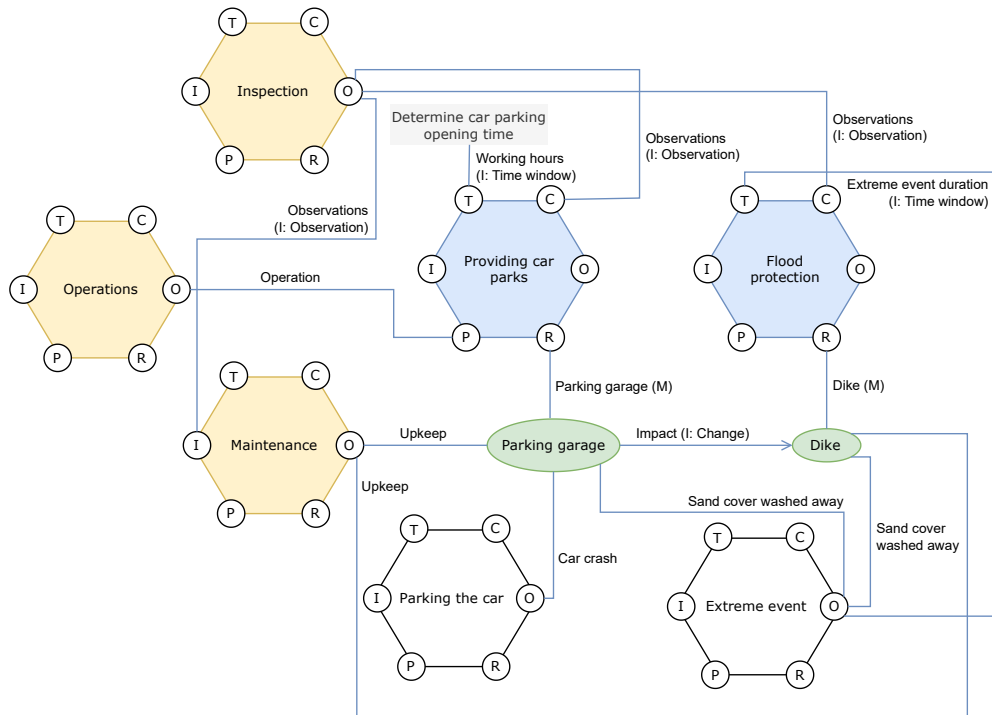 T
C
I
Inspection
O
P
R
Determine car parking
opening time
Observations
(I: Observation)
Observations
(I: Observation)
Working hours
(I: Time window)
Extreme event duration
(I: Time window)
Observations
(I: Observation)
T
C
I
Operations
O
P
R
Operation
T
C
I
Providing car
parks
O
P
R
T
C
I
Flood
protection
O
P
R
Parking garage (M)
Dike (M)
T
C
I
Maintenance
O
P
R
Upkeep
Parking garage
Impact (I: Change)
Dike
Upkeep
Sand cover washed away
Sand cover
washed away
Car crash
T
C
I
Parking the car
O
P
R
T
C
I
Extreme event
O
P
R